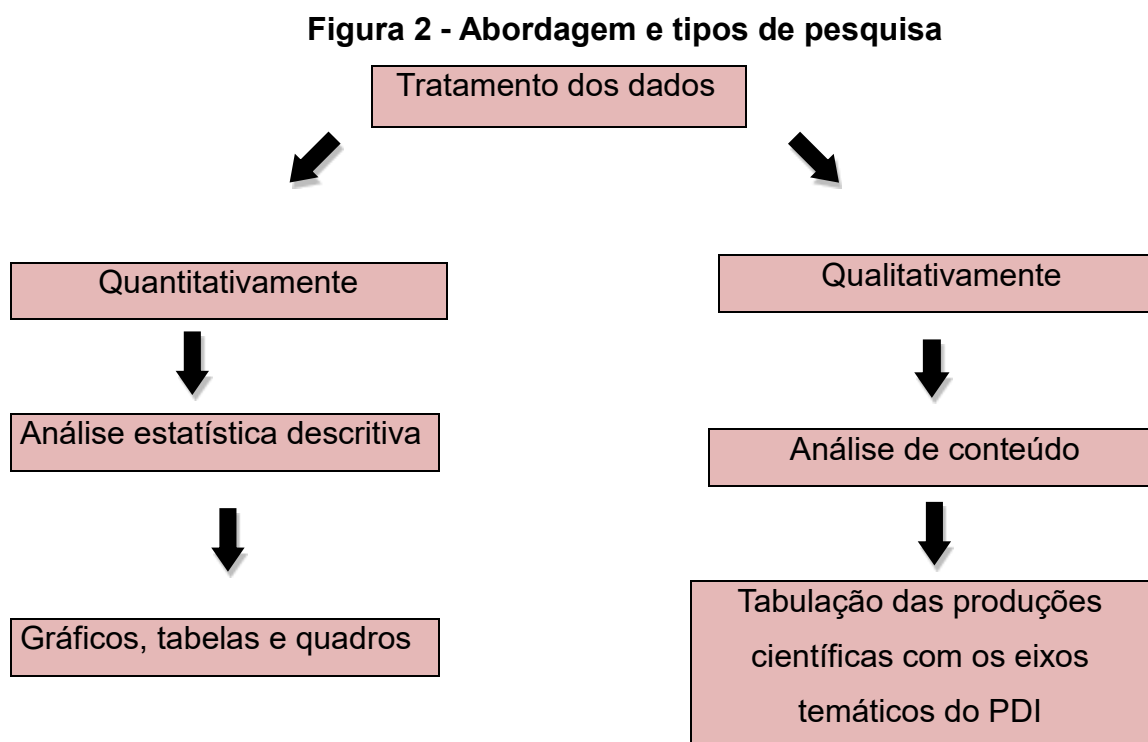 Figura 2 - Abordagem e tipos de pesquisa
Tratamento dos dados
Quantitativamente
Qualitativamente
Análise estatística descritiva
Análise de conteúdo
Gráficos, tabelas e quadros
Tabulação das produções
científicas com os eixos
temáticos do PDI